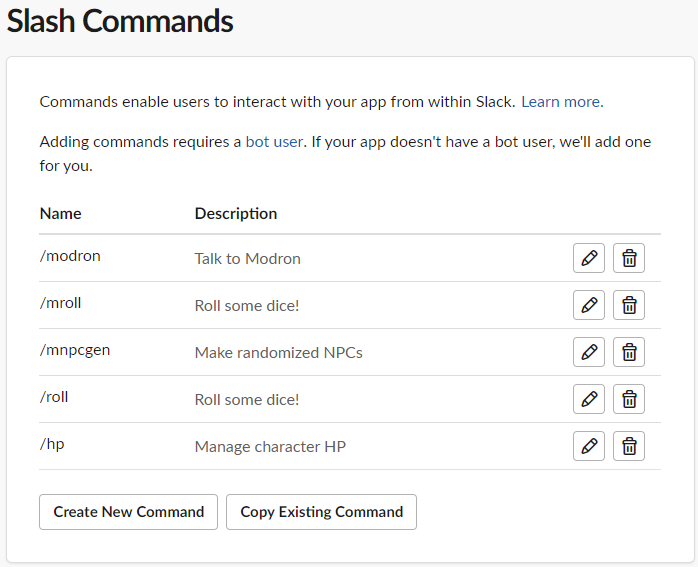 Slash Commands
Commands enable users to interact with your app from within Slack. Learn more.
Adding commands requires a bot user. If your app doesn't have a bot user, we'll add one
for you.
Name Description
/modron Talk to Modron
/mroll Roll some dice!
/mnpcgen Make randomized NPCs
/roll Roll some dice!
/hp Manage character HP
Create New Command Copy Existing Command